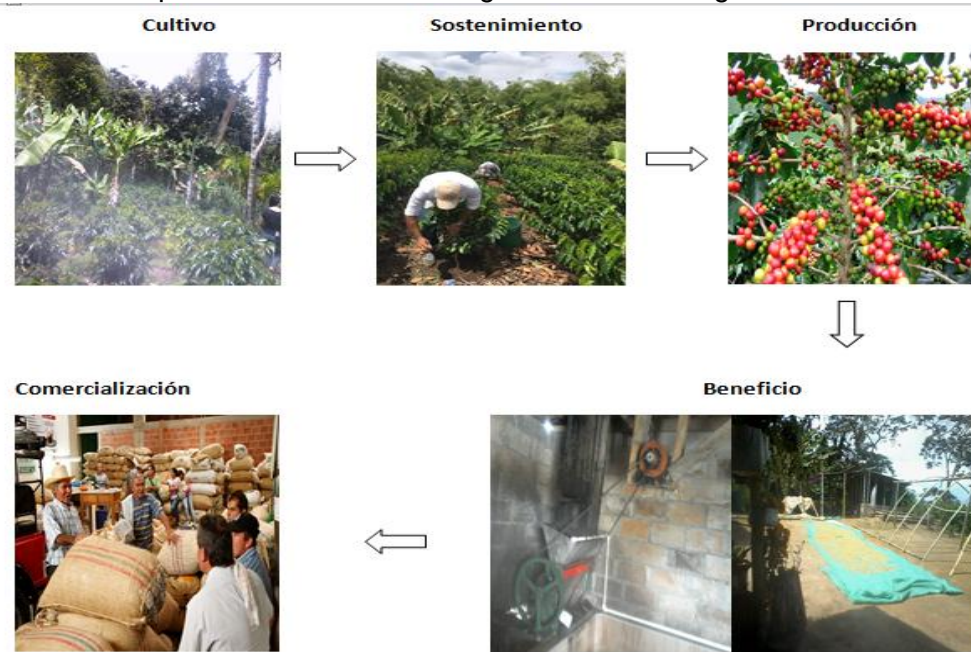 Cultivo
Sostenimiento
Producción
Comercialización
Beneficio